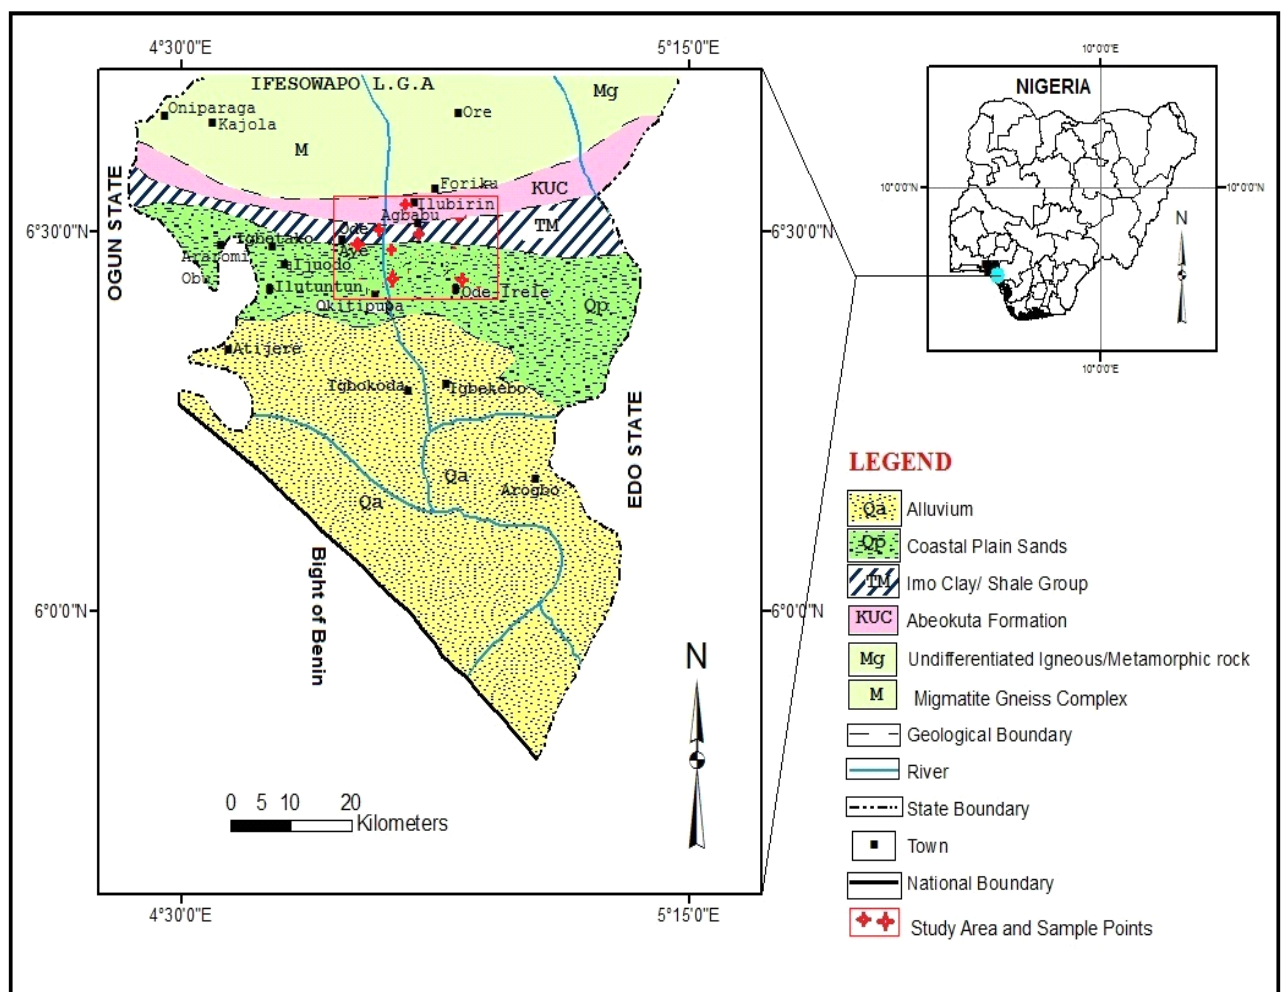 4°30'0"E
5°15'0"E
10°0'0"E
IFESOWAPO L.G.A
Mg
NIGERIA
Oniparaga
Kajola
Ore
M
OGUN STATE
Foriku
KUC
10°0'0"N
10°0'0"N
Ilubirin
Agbabu
6°30'0"N
Ode
Aye
TM
6°30'0"N
N
Igbetako
Araromi
Ijuodo
Obu
Ilutuntun
Ode-Irele
Okitipupa
Qp
Atijere
10°0'0"E
Igbokoda
Igbekebo
EDO STATE
LEGEND
Qa
Qa
Arogbo
Qa Alluvium
Qp Coastal Plain Sands
Bight of Benin
TM Imo Clay/ Shale Group
6°0'0"N
6°0'0"N
KUC Abeokuta Formation
N
Mg Undifferentiated Igneous/Metamorphic rock
M Migmatite Gneiss Complex
Geological Boundary
River
0 5 10 20
Kilometers
State Boundary
Town
National Boundary
4°30'0"E
5°15'0"E
Study Area and Sample Points